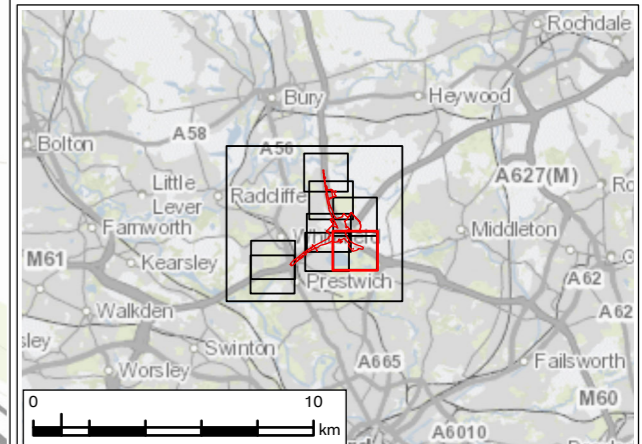 Rochdale
Bury
Heywood
A58
Bolton
A56
A627(M)
Little
Lever
Radcliffe
Ro
Farnworth
Middleton
M61
Kearsley
A62
Prestwich
Walkden
A62
sley
Swinton
A665
Failsworth
Worsley
M60
0
10
km
A6010